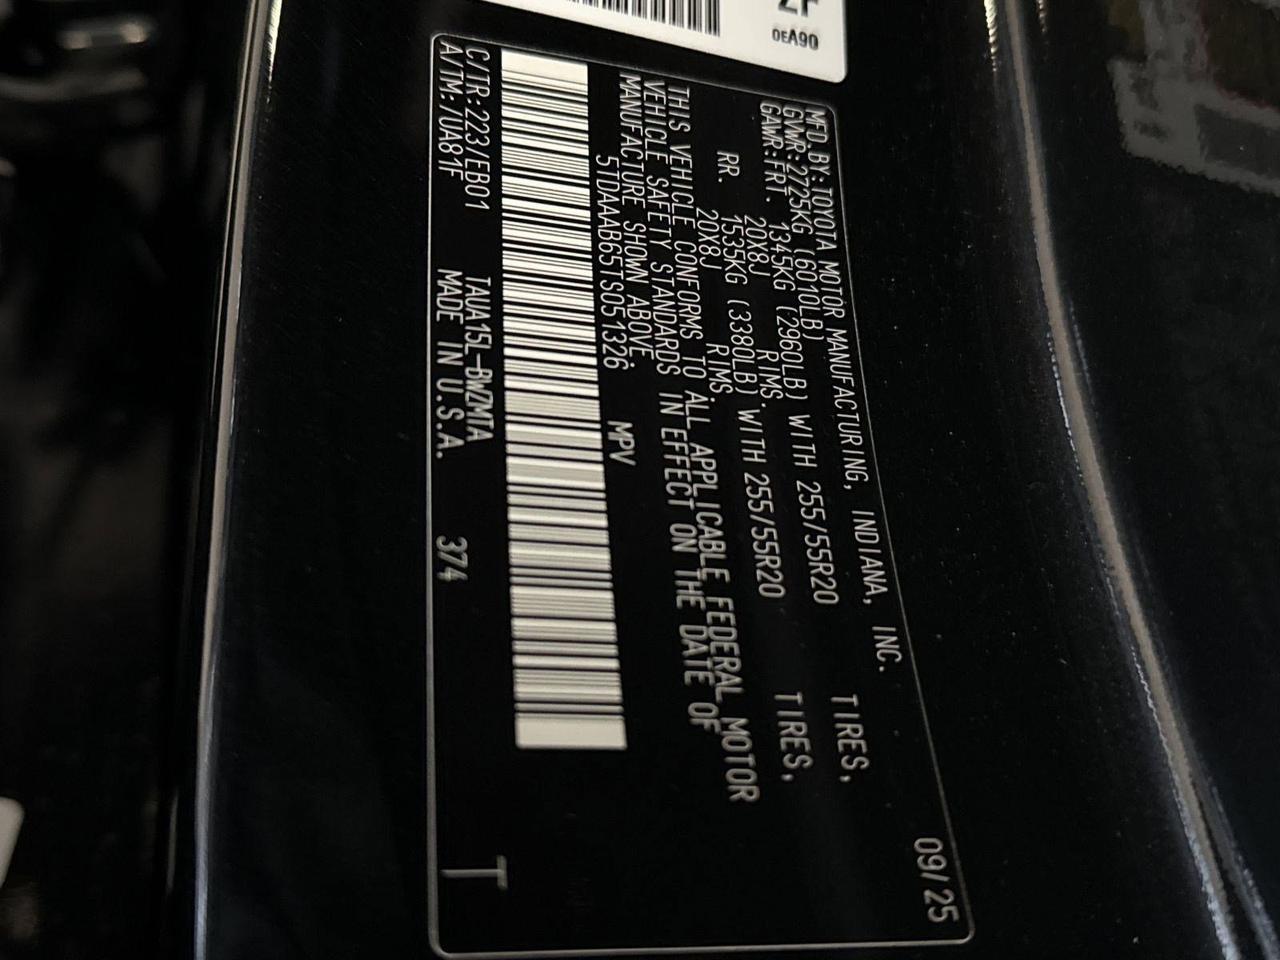 2F
0EA90
MFD.BY:TOYOTA MOTOR MANUFACTURING, INDIANA, INC. 09/25
GVWR:2725KG (6010LB)
GAWR:FRT. 1345KG (2960LB) WITH 255/55R20 TIRES,
20X8J RIMS.
RR. 1535KG (3380LB) WITH 255/55R20 TIRES,
20X8J RIMS.
THIS VEHICLE CONFORMS TO ALL APPLICABLE FEDERAL MOTOR
VEHICLE SAFETY STANDARDS IN EFFECT ON THE DATE OF
MANUFACTURE SHOWN ABOVE.
5TDAAAB65TS051326 MPV
C/TR:223/EB01 TAUA15L-BWZMTA
A/TM:/UA81F MADE IN U.S.A. 374
T